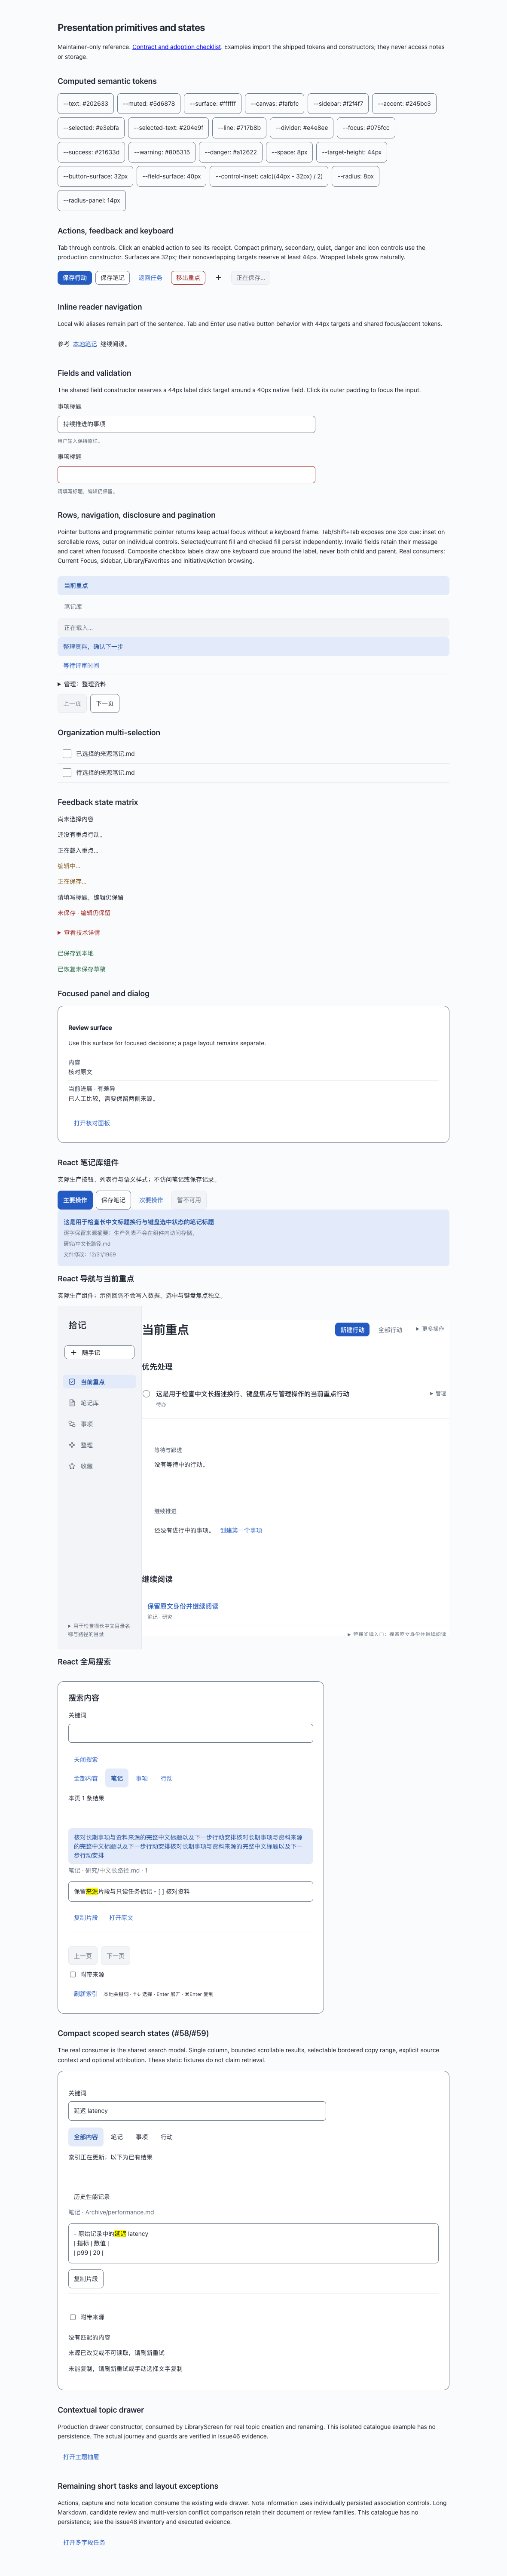 Presentation primitives and states
Maintainer-only reference. Contract and adoption checklist. Examples import the shipped tokens and constructors; they never access notes
or storage.
Computed semantic tokens
--text: #202633
--muted: #5d6878
--surface: #ffffff
--canvas: #fafbfc
--sidebar: #f2f4f7
--accent: #245bc3
--selected: #e3ebfa
--selected-text: #204e9f
--line: #717b8b
--divider: #e4e8ee
--focus: #075fcc
--success: #21633d
--warning: #805315
--danger: #a12622
--space: 8px
--target-height: 44px
--button-surface: 32px
--field-surface: 40px
--control-inset: calc((44px - 32px) / 2)
--radius: 8px
--radius-panel: 14px
Actions, feedback and keyboard
Tab through controls. Click an enabled action to see its receipt. Compact primary, secondary, quiet, danger and icon controls use the
production constructors. Surfaces are 32px; their nonoverlapping targets reserve at least 44px. Wrapped labels grow naturally.
保存行动
保存笔记
返回任务
移出重点
+
正在保存…
Inline reader navigation
Local wiki aliases remain part of the sentence. Tab and Enter use native button behavior with 44px targets and shared focus/accent tokens.
参考 本地笔记 继续阅读。
Fields and validation
The shared field constructor reserves a 44px label click target around a 40px native field. Click its outer padding to focus the input.
事项标题
持续推进的事项
用户输入保持原样。
事项标题
请填写标题，编辑仍保留。
Rows, navigation, disclosure and pagination
Pointer buttons and programmatic pointer returns keep actual focus without a keyboard frame. Tab/Shift+Tab exposes one 3px cue: inset on
scrollable rows, outer on individual controls. Selected/current fill and checked fill persist independently. Invalid fields retain their message
and caret when focused. Composite checkbox labels draw one keyboard cue around the label, never both child and parent. Real consumers:
Current Focus, sidebar, Library/Favorites and Initiative/Action browsing.
当前重点
笔记库
正在载入…
整理资料，确认下一步
等待评审时间
▶ 管理：整理资料
上一页
下一页
Organization multi-selection
已选择的来源笔记.md
待选择的来源笔记.md
Feedback state matrix
尚未选择内容
还没有重点行动。
正在载入重点…
编辑中…
正在保存…
请填写标题，编辑仍保留
未保存 · 编辑仍保留
▶ 查看技术详情
已保存到本地
已恢复未保存草稿
Focused panel and dialog
Review surface
Use this surface for focused decisions; a page layout remains separate.
内容
核对原文
当前进展 · 有差异
已人工比较，需要保留两侧来源。
打开核对面板
React 笔记库组件
实际生产按钮、列表行与语义样式；不访问笔记或保存记录。
主要操作
保存笔记
次要操作
暂不可用
这是用于检查长中文标题换行与键盘选中状态的笔记标题
逐字保留来源摘要；生产列表不会在组件内访问存储。
研究/中文长路径.md
文件修改：12/31/1969
React 导航与当前重点
实际生产组件；示例回调不会写入数据。选中与键盘焦点独立。
拾记
+ 随手记
当前重点
笔记库
事项
整理
收藏
▶ 用于检查很长中文目录名
称与路径的目录
当前重点
新建行动
全部行动
▶ 更多操作
优先处理
这是用于检查中文长描述换行、键盘焦点与管理操作的当前重点行动
待办
▶ 管理
等待与跟进
没有等待中的行动。
继续推进
还没有进行中的事项。 创建第一个事项
继续阅读
保留原文身份并继续阅读
笔记 · 研究
▶ 管理阅读入口：保留原文身份并继续阅读
React 全局搜索
搜索内容
关键词
关闭搜索
全部内容
笔记
事项
行动
本页 1 条结果
核对长期事项与资料来源的完整中文标题以及下一步行动安排核对长期事项与资料来源
的完整中文标题以及下一步行动安排核对长期事项与资料来源的完整中文标题以及下一
步行动安排
笔记 · 研究/中文长路径.md · 1
保留来源片段与只读任务标记 - [ ] 核对资料
复制片段
打开原文
上一页
下一页
附带来源
刷新索引
本地关键词 · ↑↓ 选择 · Enter 展开 · ⌘Enter 复制
Compact scoped search states (#58/#59)
The real consumer is the shared search modal. Single column, bounded scrollable results, selectable bordered copy range, explicit source
context and optional attribution. These static fixtures do not claim retrieval.
关键词
延迟 latency
全部内容
笔记
事项
行动
索引正在更新；以下为已有结果
历史性能记录
笔记 · Archive/performance.md
- 原始记录中的延迟 latency
| 指标 | 数值 |
| p99 | 20 |
复制片段
附带来源
没有匹配的内容
来源已改变或不可读取，请刷新重试
未能复制，请刷新重试或手动选择文字复制
Contextual topic drawer
Production drawer constructor, consumed by LibraryScreen for real topic creation and renaming. This isolated catalogue example has no
persistence. The actual journey and guards are verified in issue46 evidence.
打开主题抽屉
Remaining short tasks and layout exceptions
Actions, capture and note location consume the existing wide drawer. Note information uses individually persisted association controls. Long
Markdown, candidate review and multi-version conflict comparison retain their document or review families. This catalogue has no
persistence; see the issue48 inventory and executed evidence.
打开多字段任务